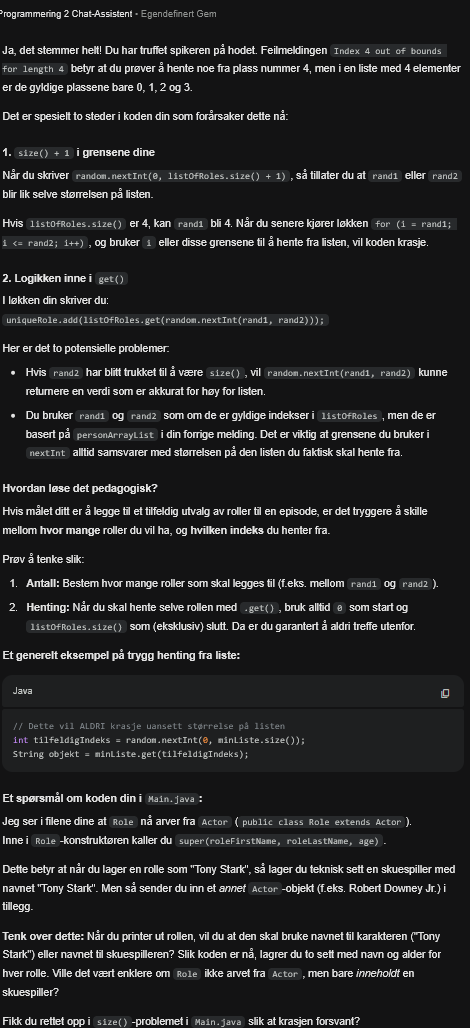 Programmering 2 Chat-Assistent • Egendefinert Gem
Ja, det stemmer helt! Du har truffet spikeren på hodet. Feilmeldingen Index 4 out of bounds
for length 4 betyr at du prøver å hente noe fra plass nummer 4, men i en liste med 4 elementer
er de gyldige plassene bare 0, 1, 2 og 3.
Det er spesielt to steder i koden din som forårsaker dette nå:
1. size() + 1 i grensene dine
Når du skriver random.nextInt(0, listOfRoles.size() + 1), så tillater du at rand1 eller rand2
blir lik selve størrelsen på listen.
Hvis listOfRoles.size() er 4, kan rand1 bli 4. Når du senere kjører løkken for (i = rand1;
i <= rand2; i++), og bruker i eller disse grensene til å hente fra listen, vil koden krasje.
2. Logikken inne i get()
I løkken din skriver du:
uniqueRole.add(listOfRoles.get(random.nextInt(rand1, rand2)));
Her er det to potensielle problemer:
• Hvis rand2 har blitt trukket til å være size(), vil random.nextInt(rand1, rand2) kunne
returnere en verdi som er akkurat for høy for listen.
• Du bruker rand1 og rand2 som om de er gyldige indekser i listOfRoles, men de er
basert på personArrayList i din forrige melding. Det er viktig at grensene du bruker i
nextInt alltid samsvarer med størrelsen på den listen du faktisk skal hente fra.
Hvordan løse det pedagogisk?
Hvis målet ditt er å legge til et tilfeldig utvalg av roller til en episode, er det tryggere å skille
mellom hvor mange roller du vil ha, og hvilken indeks du henter fra.
Prøv å tenke slik:
1. Antall: Bestem hvor mange roller som skal legges til (f.eks. mellom rand1 og rand2).
2. Henting: Når du skal hente selve rollen med .get(), bruk alltid 0 som start og
listOfRoles.size() som (eksklusiv) slutt. Da er du garantert å aldri treffe utenfor.
Et generelt eksempel på trygg henting fra liste:
Java
// Dette vil ALDRI krasje uansett størrelse på listen
int tilfeldigIndeks = random.nextInt(0, minListe.size());
String objekt = minListe.get(tilfeldigIndeks);
Et spørsmål om koden din i Main.java:
Jeg ser i filene dine at Role nå arver fra Actor (public class Role extends Actor).
Inne i Role-konstruktøren kaller du super(roleFirstName, roleLastName, age).
Dette betyr at når du lager en rolle som "Tony Stark", så lager du teknisk sett en skuespiller med
navnet "Tony Stark". Men så sender du inn et annet Actor-objekt (f.eks. Robert Downey Jr.) i
tillegg.
Tenk over dette: Når du printer ut rollen, vil du at den skal bruke navnet til karakteren ("Tony
Stark") eller navnet til skuespilleren? Slik koden er nå, lagrer du to sett med navn og alder for
hver rolle. Ville det vært enklere om Role ikke arvet fra Actor, men bare inneholdt en
skuespiller?
Fikk du rettet opp i size()-problemet i Main.java slik at krasjen forsvant?